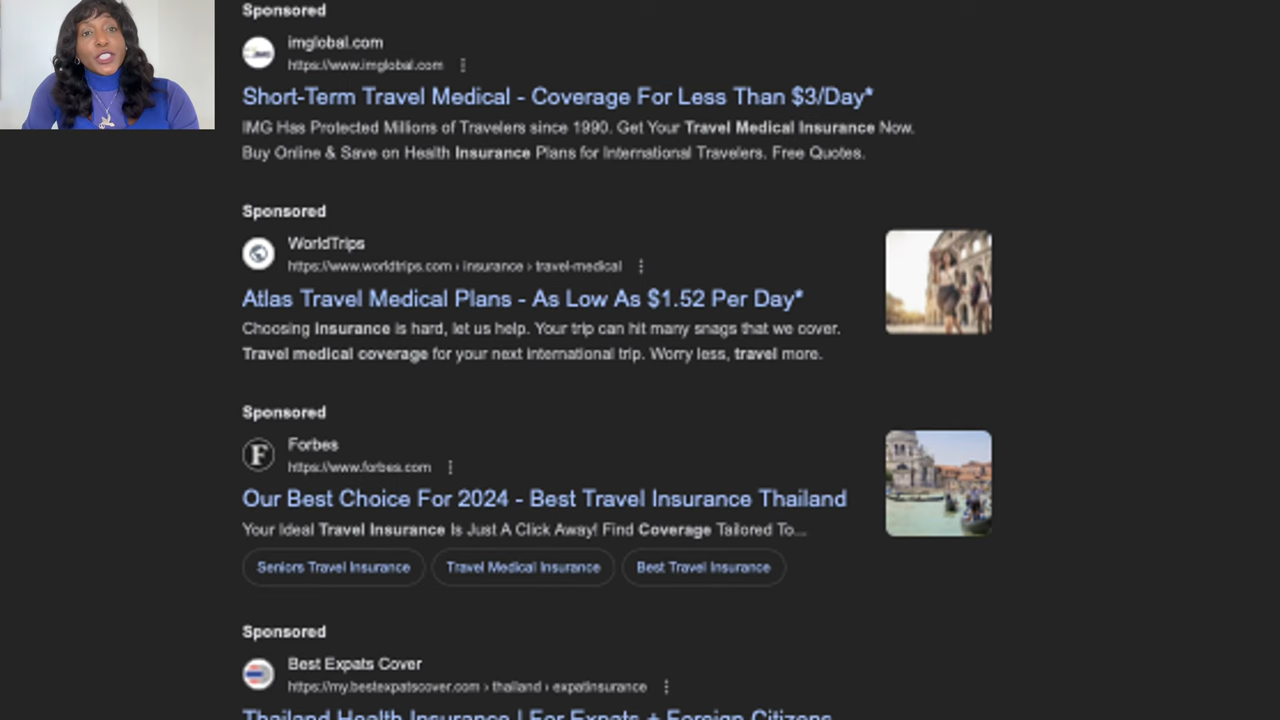 Sponsored
imglobal.com
https://www.imglobal.com
Short-Term Travel Medical - Coverage For Less Than $3/Day*
IMG Has Protected Millions of Travelers since 1990. Get Your Travel Medical Insurance Now.
Buy Online & Save on Health Insurance Plans for International Travelers. Free Quotes.
Sponsored
WorldTrips
https://www.worldtrips.com › insurance › travel-medical
Atlas Travel Medical Plans - As Low As $1.52 Per Day*
Choosing insurance is hard, let us help. Your trip can hit many snags that we cover.
Travel medical coverage for your next international trip. Worry less, travel more.
Sponsored
F
Forbes
https://www.forbes.com
Our Best Choice For 2024 - Best Travel Insurance Thailand
Your Ideal Travel Insurance Is Just A Click Away! Find Coverage Tailored To...
Seniors Travel Insurance
Travel Medical Insurance
Best Travel Insurance
Sponsored
Best Expats Cover
https://my.bestexpatscover.com › thailand › expatinsurance
Thailand Health Insurance | For Expats + Foreign Citizens